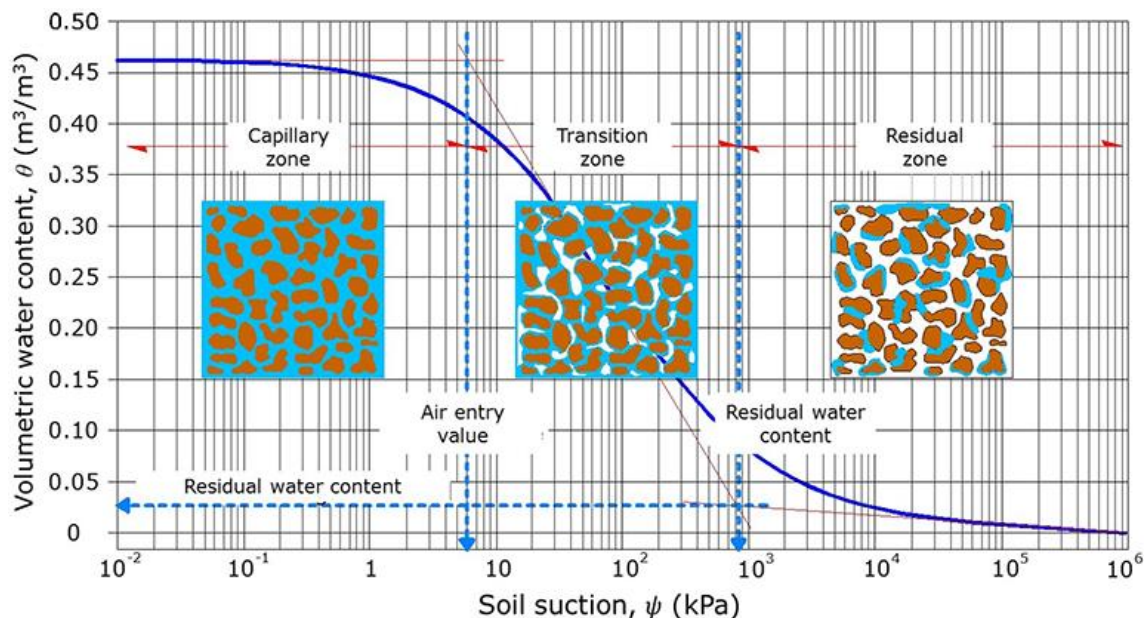 0.50
0.45
0.40
0.35
0.30
0.25
0.20
0.15
0.10
0.05
0
Volumetric water content, θ (m³/m³)
Capillary
zone
Transition
zone
Residual
zone
Air entry
value
Residual water
content
Residual water content
10⁻² 10⁻¹ 1 10 10² 10³ 10⁴ 10⁵ 10⁶
Soil suction, ψ (kPa)